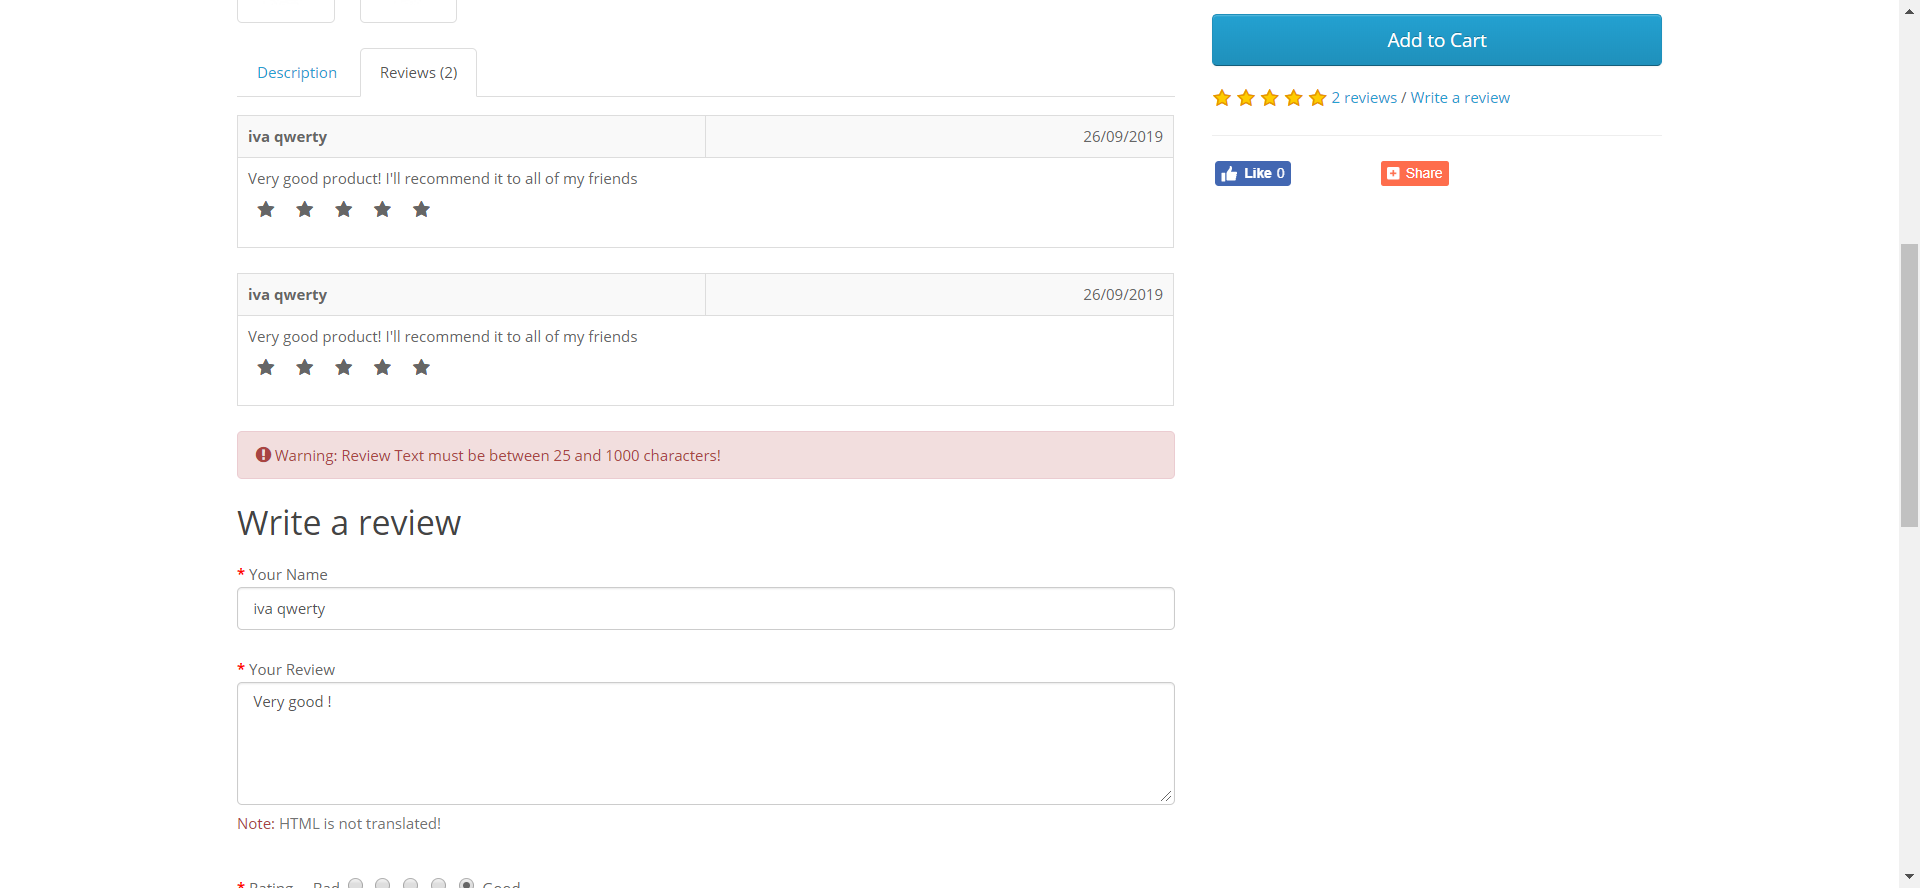 Description
Reviews (2)
iva qwerty 26/09/2019
Very good product! I'll recommend it to all of my friends
iva qwerty 26/09/2019
Very good product! I'll recommend it to all of my friends
Warning: Review Text must be between 25 and 1000 characters!
Write a review
* Your Name
iva qwerty
* Your Review
Very good !
Note: HTML is not translated!
* Rating Bad Good
Add to Cart
2 reviews / Write a review
Like 0
Share